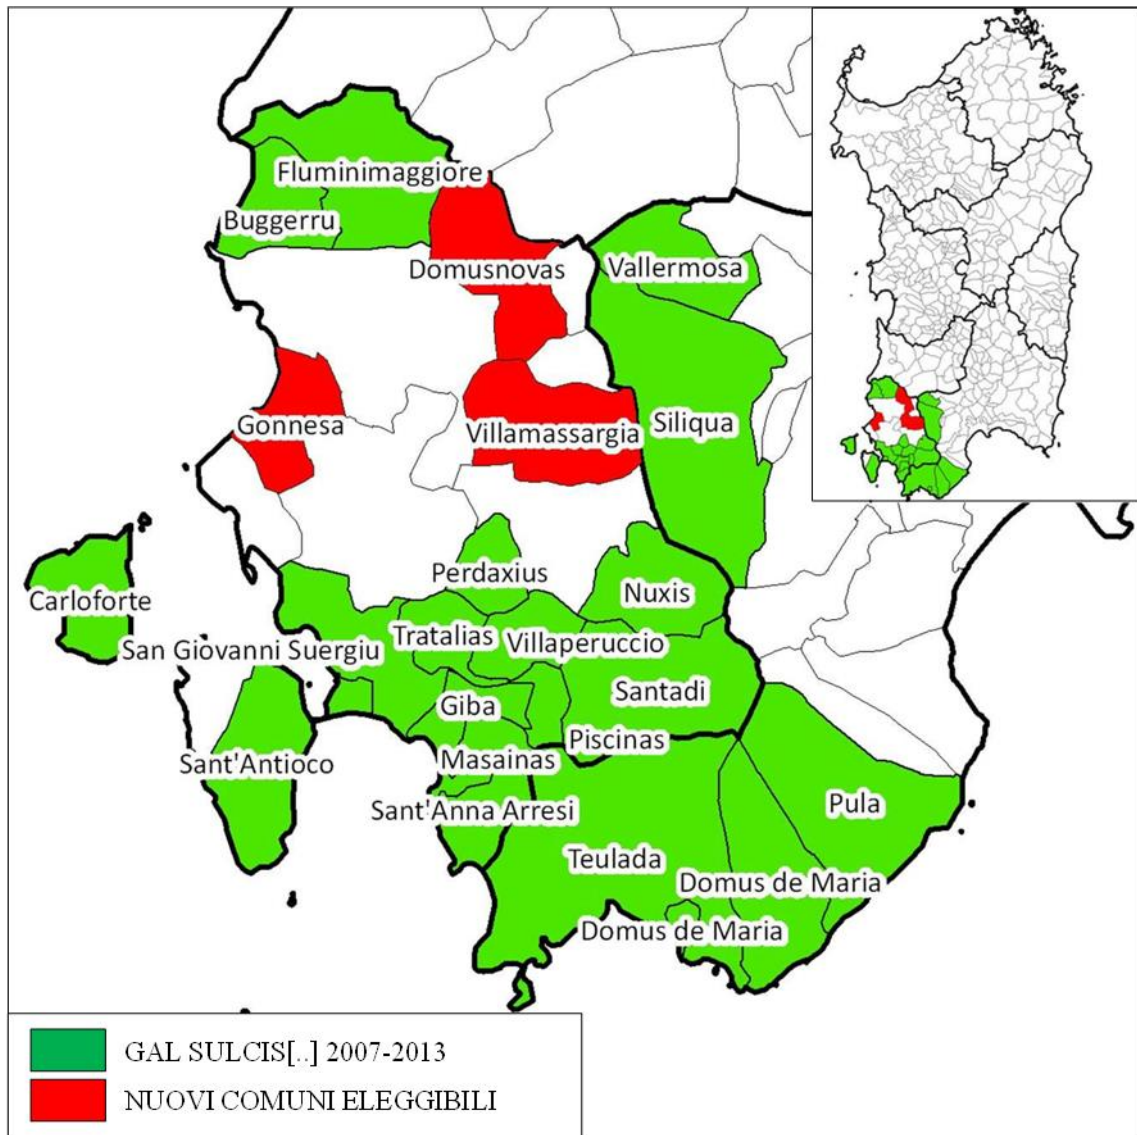 Fluminimaggiore
Buggerru
Domusnovas
Vallermosa
Gonnesa
Villamassargia
Siliqua
Perdaxius
Nuxis
Carloforte
Tratalias
Villaperuccio
San Giovanni Suergiu
Santadi
Giba
Piscinas
Masainas
Sant'Antioco
Sant'Anna Arresi
Pula
Teulada
Domus de Maria
Domus de Maria
GAL SULCIS[..] 2007-2013
NUOVI COMUNI ELEGGIBILI